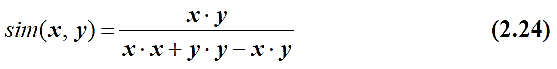 sim(x, y) = x · y / x · x + y · y − x · y (2.24)